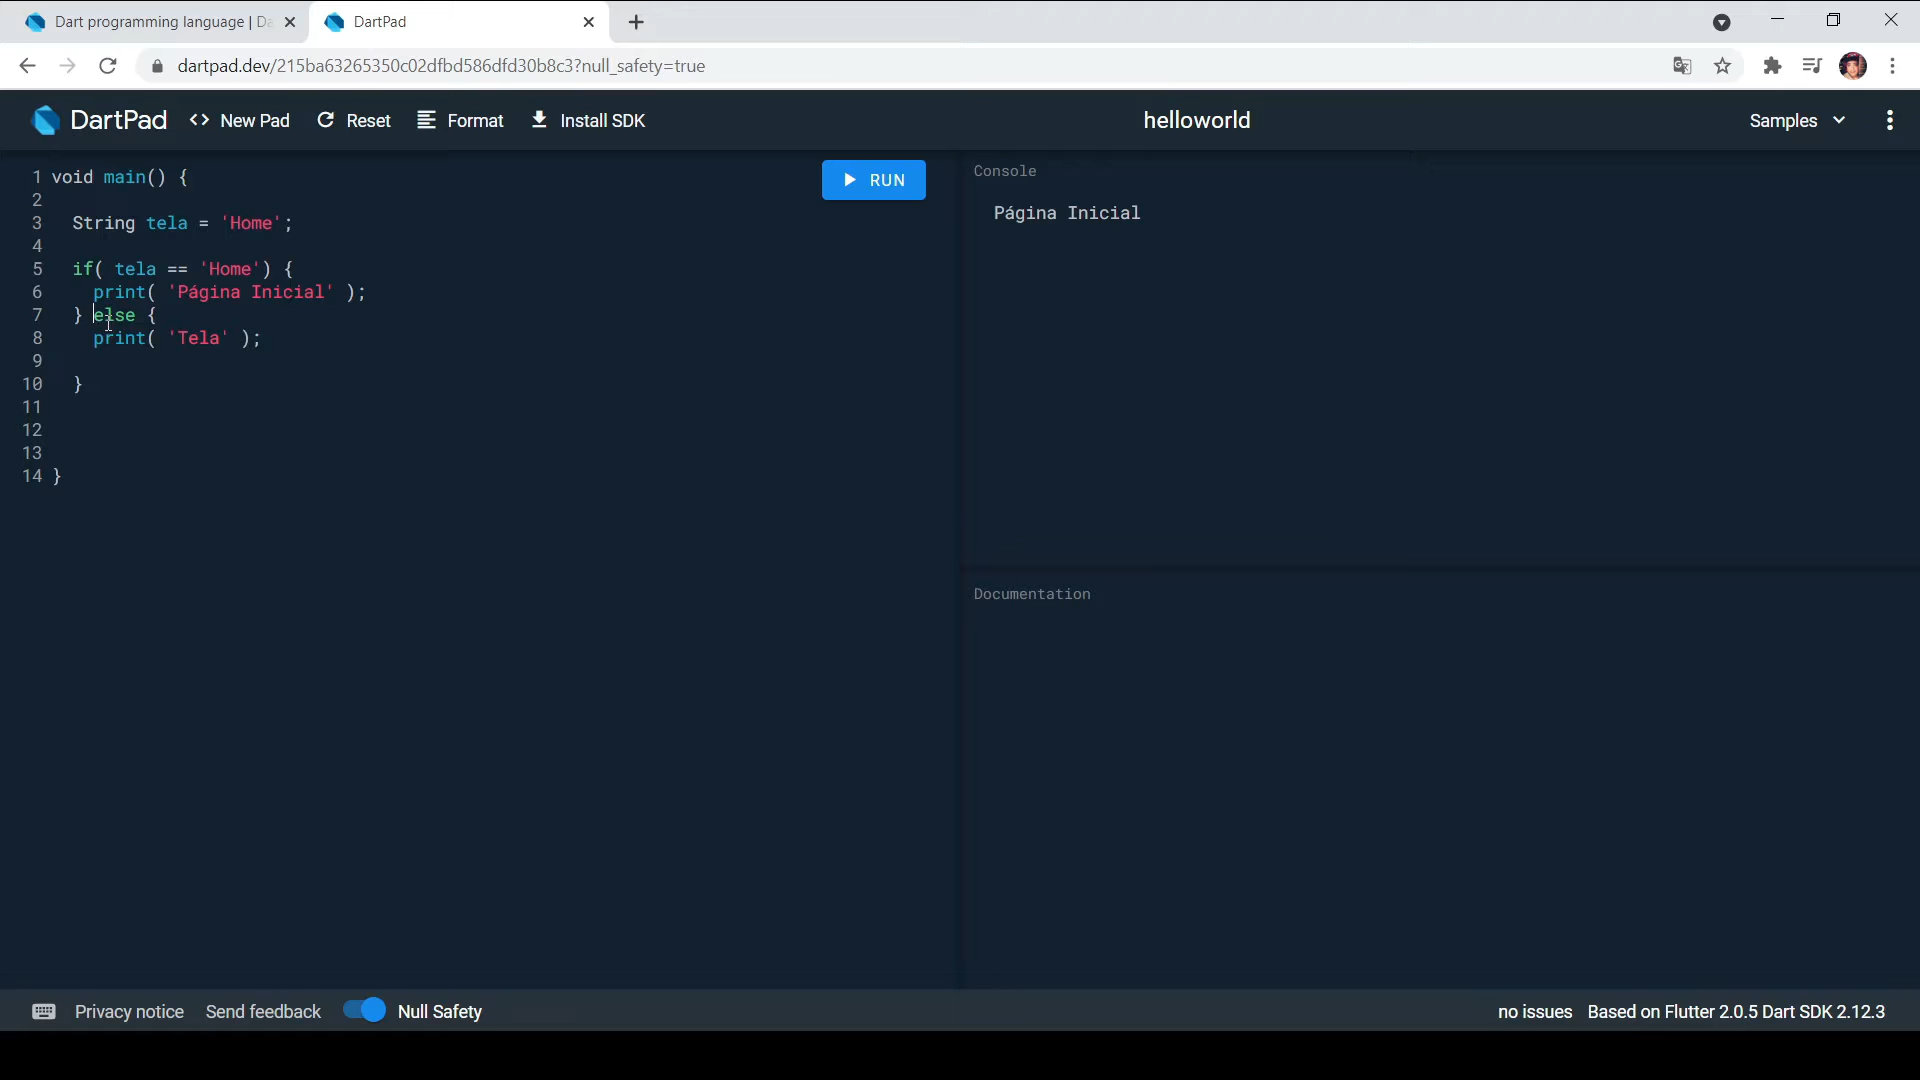 Dart programming language | Da
DartPad
dartpad.dev/215ba63265350c02dfbd586dfd30b8c3?null_safety=true
DartPad
<> New Pad
Reset
Format
Install SDK
helloworld
Samples
1 void main() {
2
3 String tela = 'Home';
4
5 if( tela == 'Home') {
6 print( 'Página Inicial' );
7 } else {
8 print( 'Tela' );
9
10 }
11
12
13
14 }
RUN
Console
Página Inicial
Documentation
Privacy notice
Send feedback
Null Safety
no issues
Based on Flutter 2.0.5 Dart SDK 2.12.3